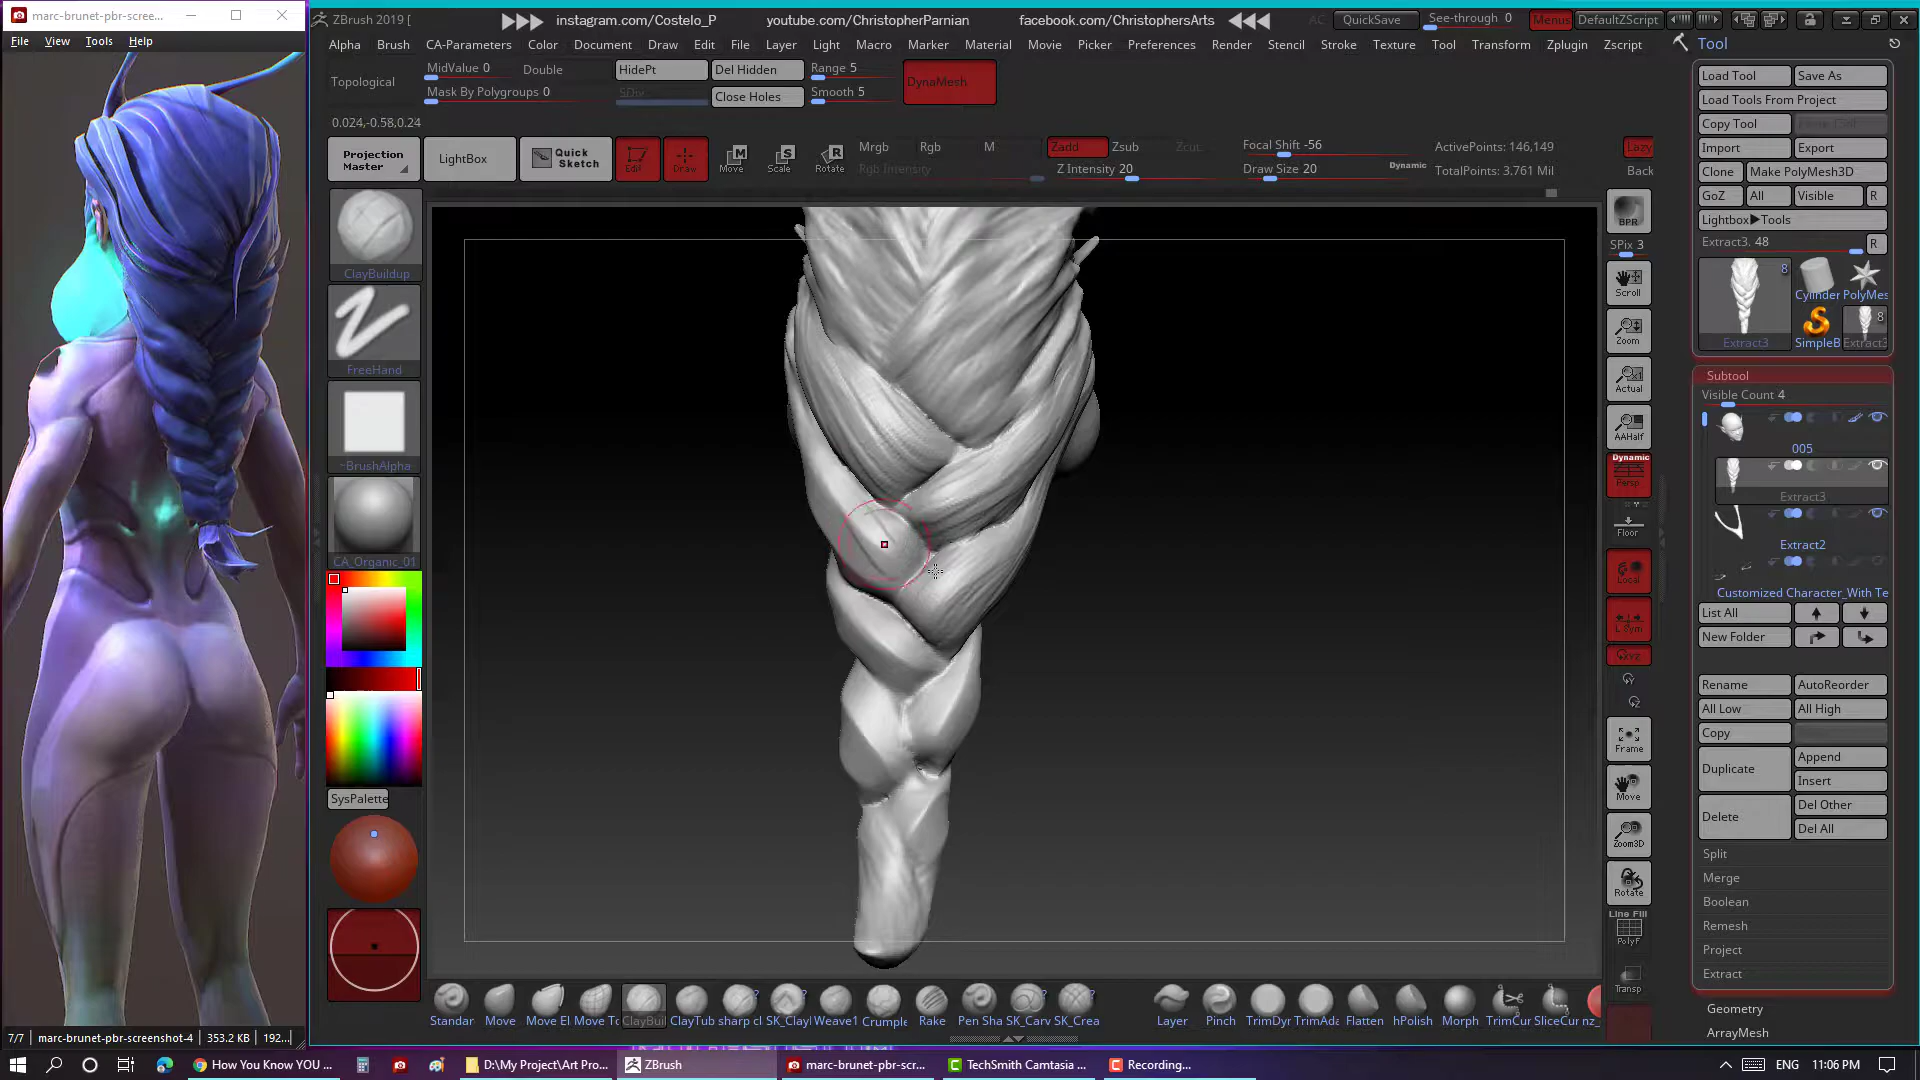 marc-brunet-pbr-scree...
File View Tools Help
7/7 marc-brunet-pbr-screenshot-4 353.2 KB 192...
ZBrush 2019 [
instagram.com/Costelo_P youtube.com/ChristopherParnian facebook.com/ChristophersArts
AC QuickSave See-through 0 Menus DefaultZScript
Alpha Brush CA-Parameters Color Document Draw Edit File Layer Light Macro Marker Material Movie Picker Preferences Render Stencil Stroke Texture Tool Transform Zplugin Zscript
Topological
MidValue 0 Double
Mask By Polygroups 0
HidePt Del Hidden Range 5
SDiv Close Holes Smooth 5
DynaMesh
0.024,-0.58,0.24
Projection Master
LightBox
Quick Sketch
Edit Draw Move Scale Rotate
Mrgb Rgb M
Rgb Intensity
Zadd Zsub Zcut
Z Intensity 20
Focal Shift -56
Draw Size 20 Dynamic
ActivePoints: 146,149
TotalPoints: 3.761 Mil
Lazy
Back
ClayBuildup
FreeHand
~BrushAlpha
CA_Organic_01
SysPalette
BPR
SPix 3
Scroll
Zoom
Actual
AAHalf
Dynamic
Persp
Floor
Local
L.Sym
Frame
Move
Zoom3D
Rotate
Line Fill
PolyF
Transp
Tool
Load Tool Save As
Load Tools From Project
Copy Tool
Import Export
Clone Make PolyMesh3D
GoZ All Visible R
Lightbox▶Tools
Extract3. 48 R
8
Cylinder PolyMes
8
Extract3 SimpleB Extract3
Subtool
Visible Count 4
005
Extract3
Extract2
Customized Character_With Te
List All
New Folder
Rename AutoReorder
All Low All High
Copy
Duplicate Append
Insert
Delete Del Other
Del All
Split
Merge
Boolean
Remesh
Project
Extract
Geometry
ArrayMesh
Standar Move Move El Move To ClayBuil ClayTub sharp cl SK_Clayl Weave1 Crumple Rake Pen Sha SK_Carv SK_Crea Layer Pinch TrimDyr TrimAda Flatten hPolish Morph TrimCur SliceCur nz_
How You Know YOU ... D:\My Project\Art Pro... ZBrush marc-brunet-pbr-scr... TechSmith Camtasia ... Recording... ENG 11:06 PM